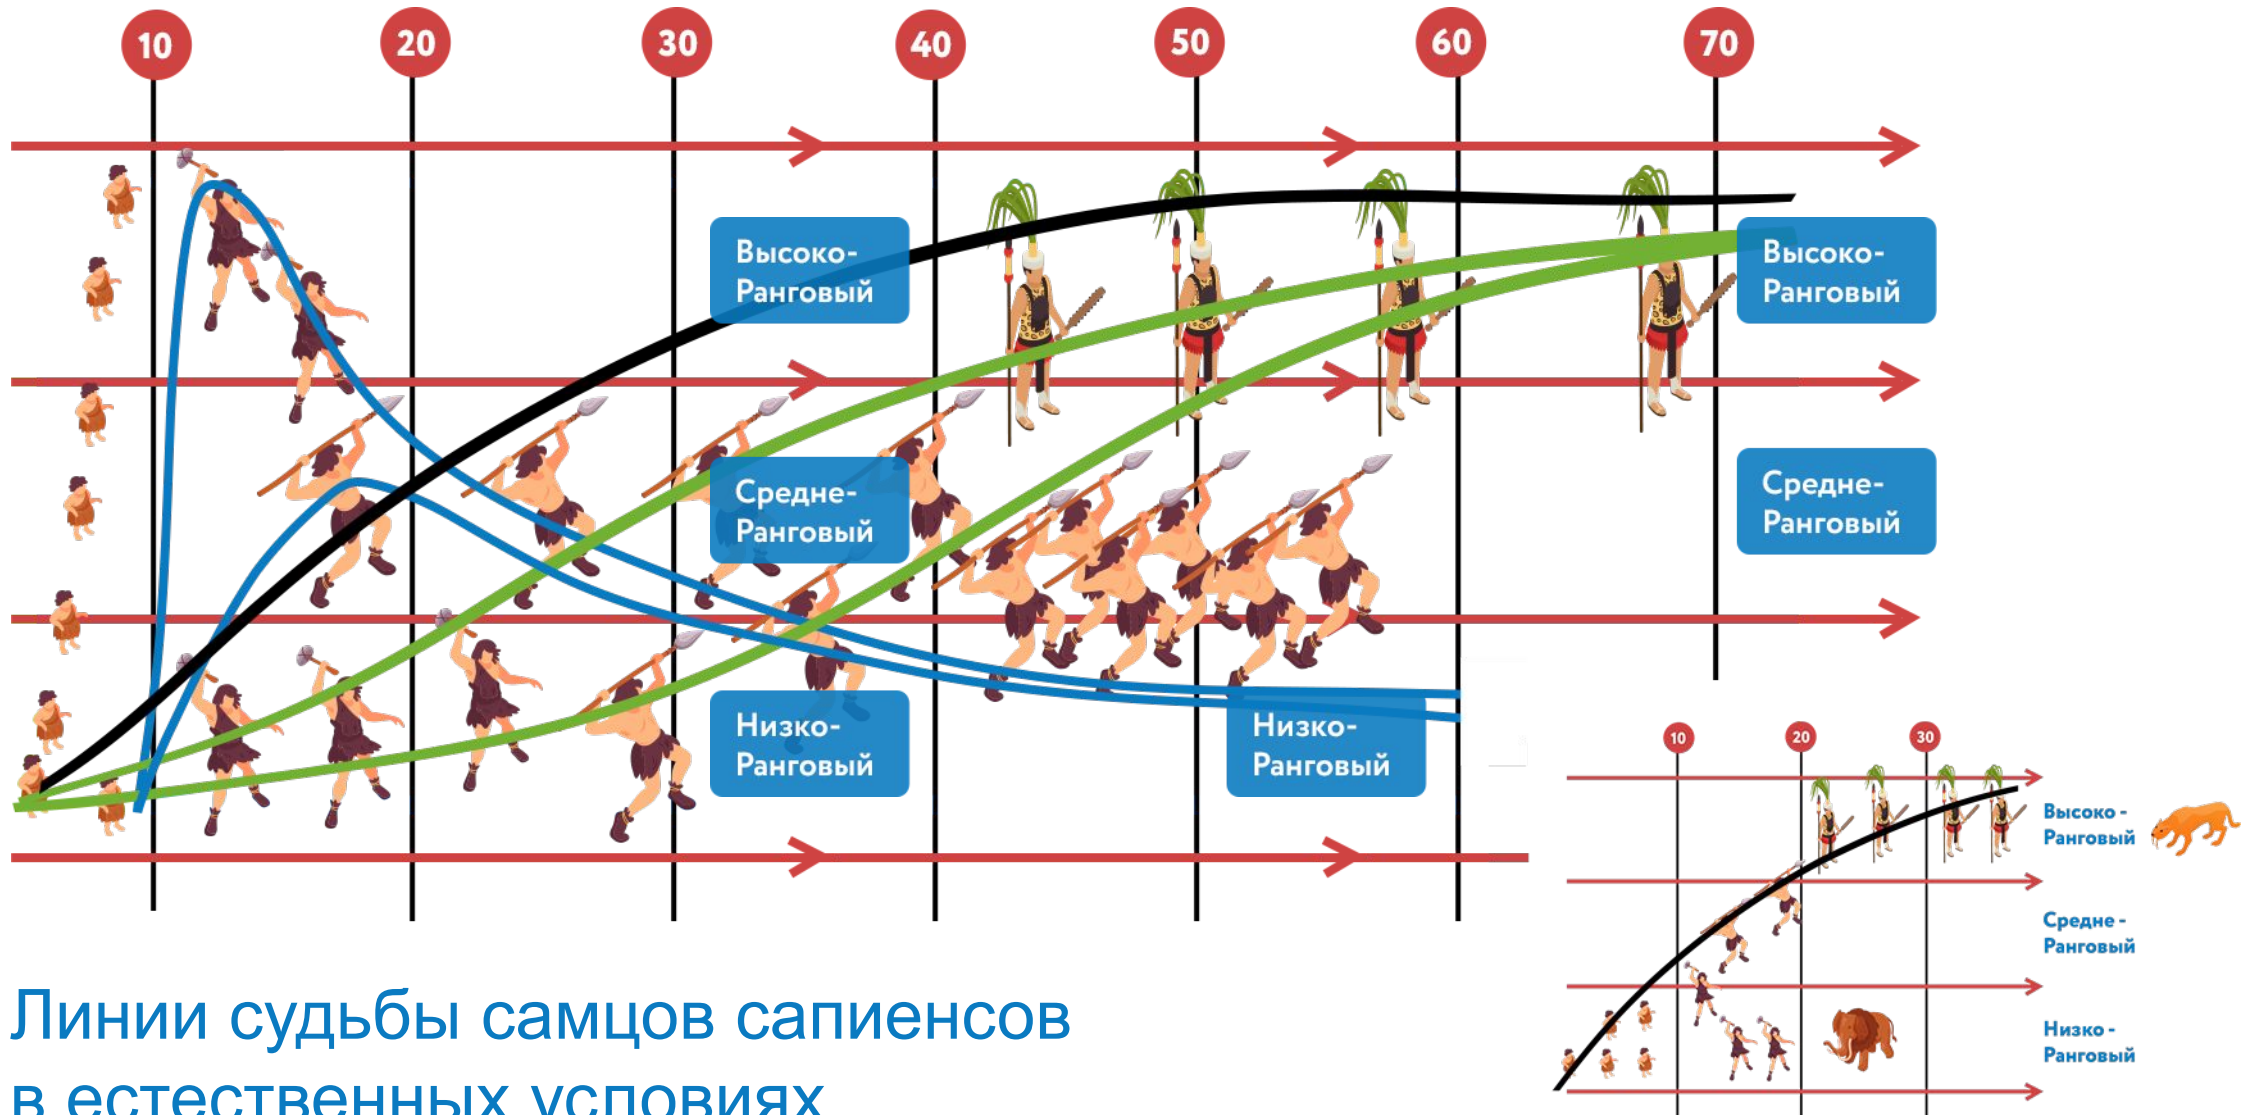 10 20 30 40 50 60 70
Высоко-
Ранговый
Высоко-
Ранговый
Средне-
Ранговый
Средне-
Ранговый
Низко-
Ранговый
Низко-
Ранговый
10 20 30
Высоко -
Ранговый
Средне -
Ранговый
Низко -
Ранговый
Линии судьбы самцов сапиенсов
в естественных условиях